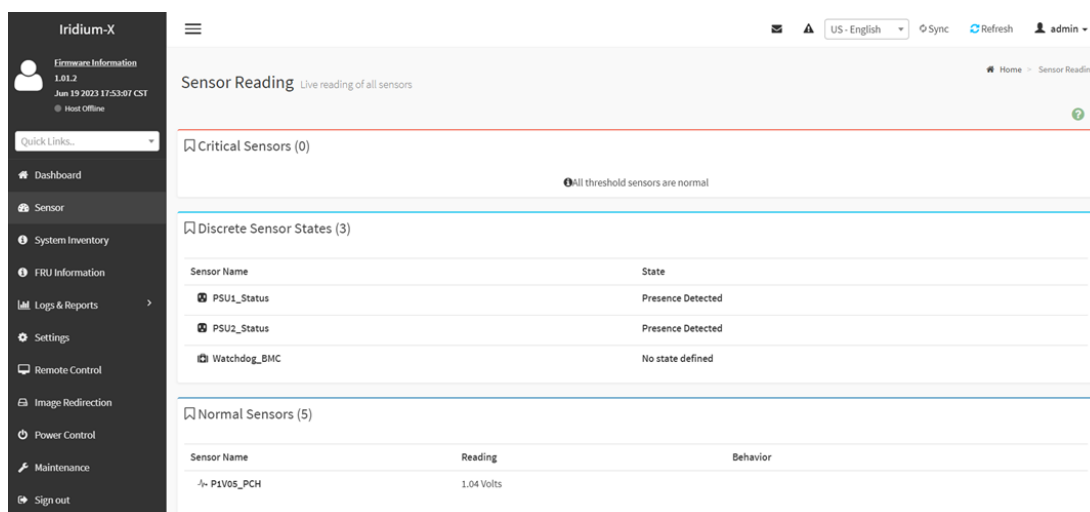 Iridium-X
Firmware Information
1.01.2
Jun 19 2023 17:53:07 CST
Host Offline
Quick Links...
Dashboard
Sensor
System Inventory
FRU Information
Logs & Reports
Settings
Remote Control
Image Redirection
Power Control
Maintenance
Sign out
US - English
Sync
Refresh
admin
Sensor Reading Live reading of all sensors
Home > Sensor Readin
Critical Sensors (0)
All threshold sensors are normal
Discrete Sensor States (3)
Sensor Name State
PSU1_Status Presence Detected
PSU2_Status Presence Detected
Watchdog_BMC No state defined
Normal Sensors (5)
Sensor Name Reading Behavior
P1V05_PCH 1.04 Volts